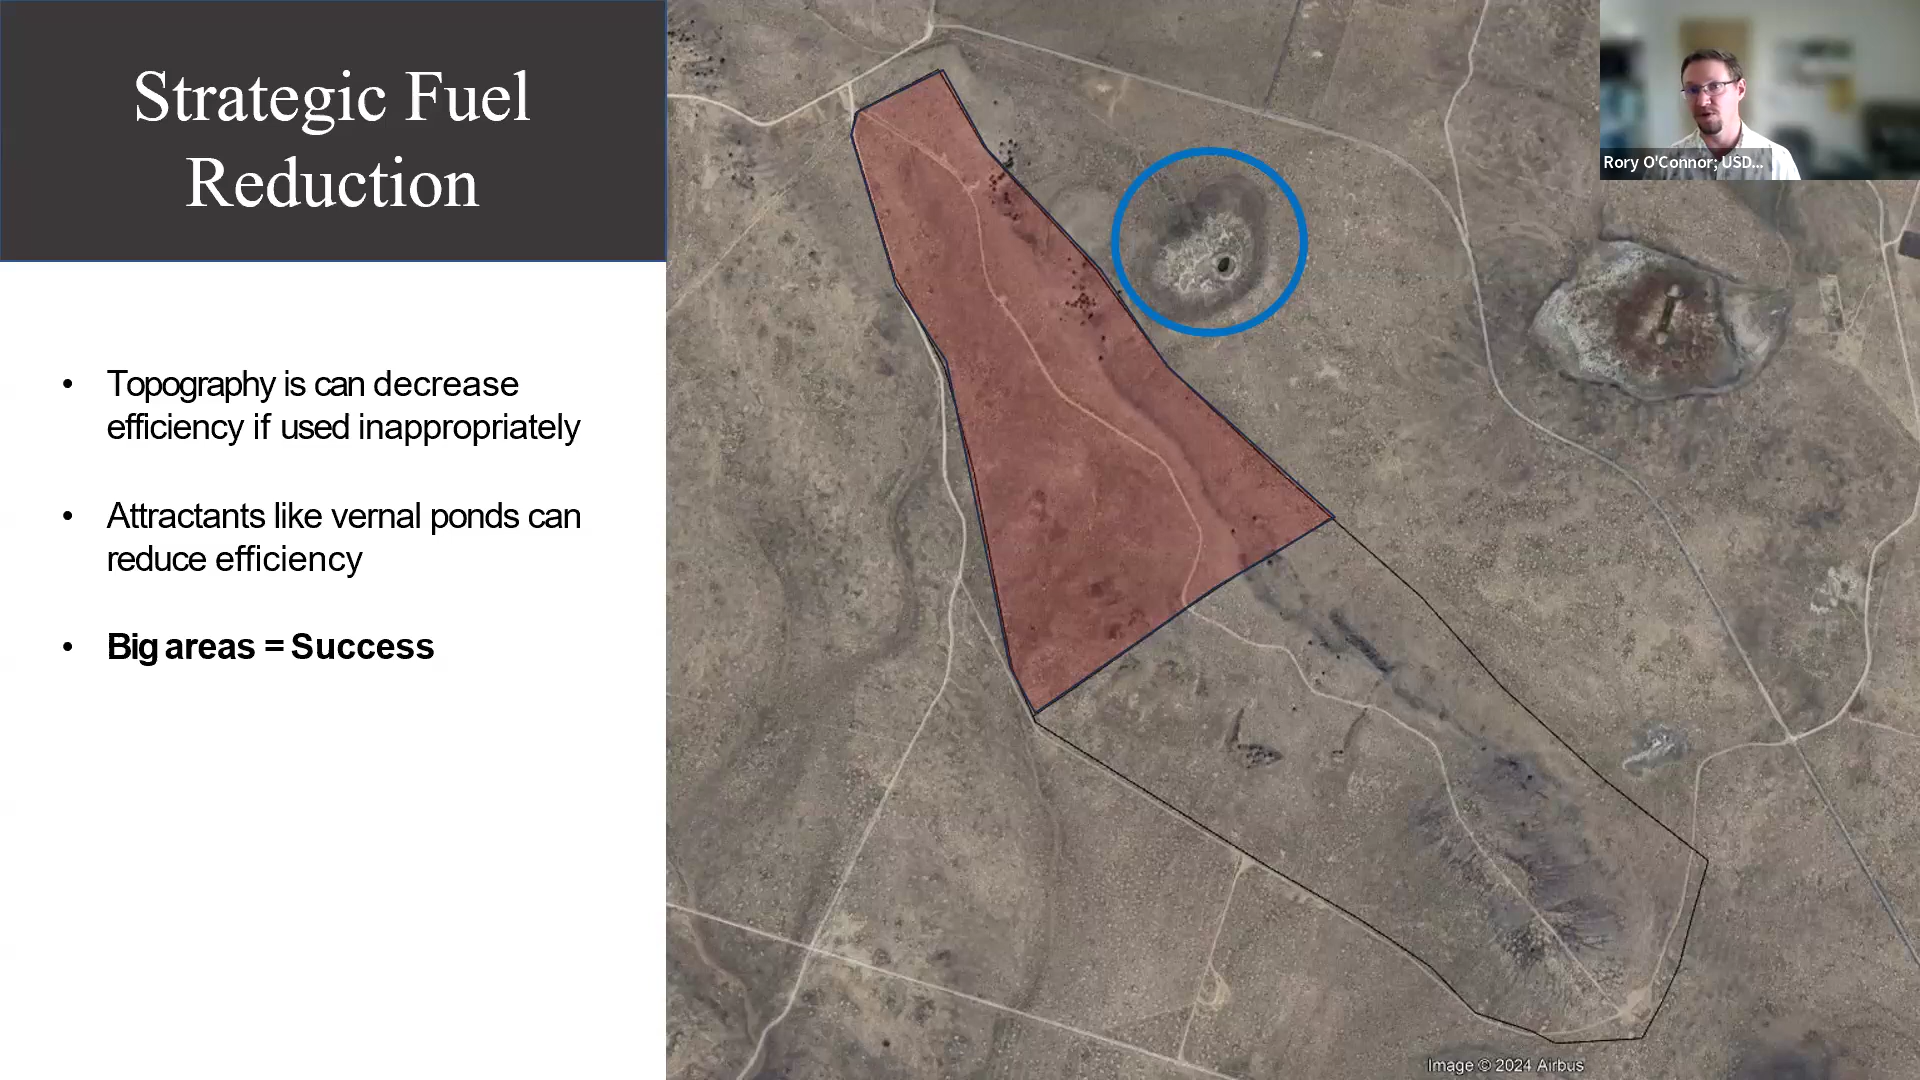 Strategic Fuel
Reduction
• Topography is can decrease
efficiency if used inappropriately
• Attractants like vernal ponds can
reduce efficiency
• Big areas = Success
Rory O'Connor; USD...
Image © 2024 Airbus